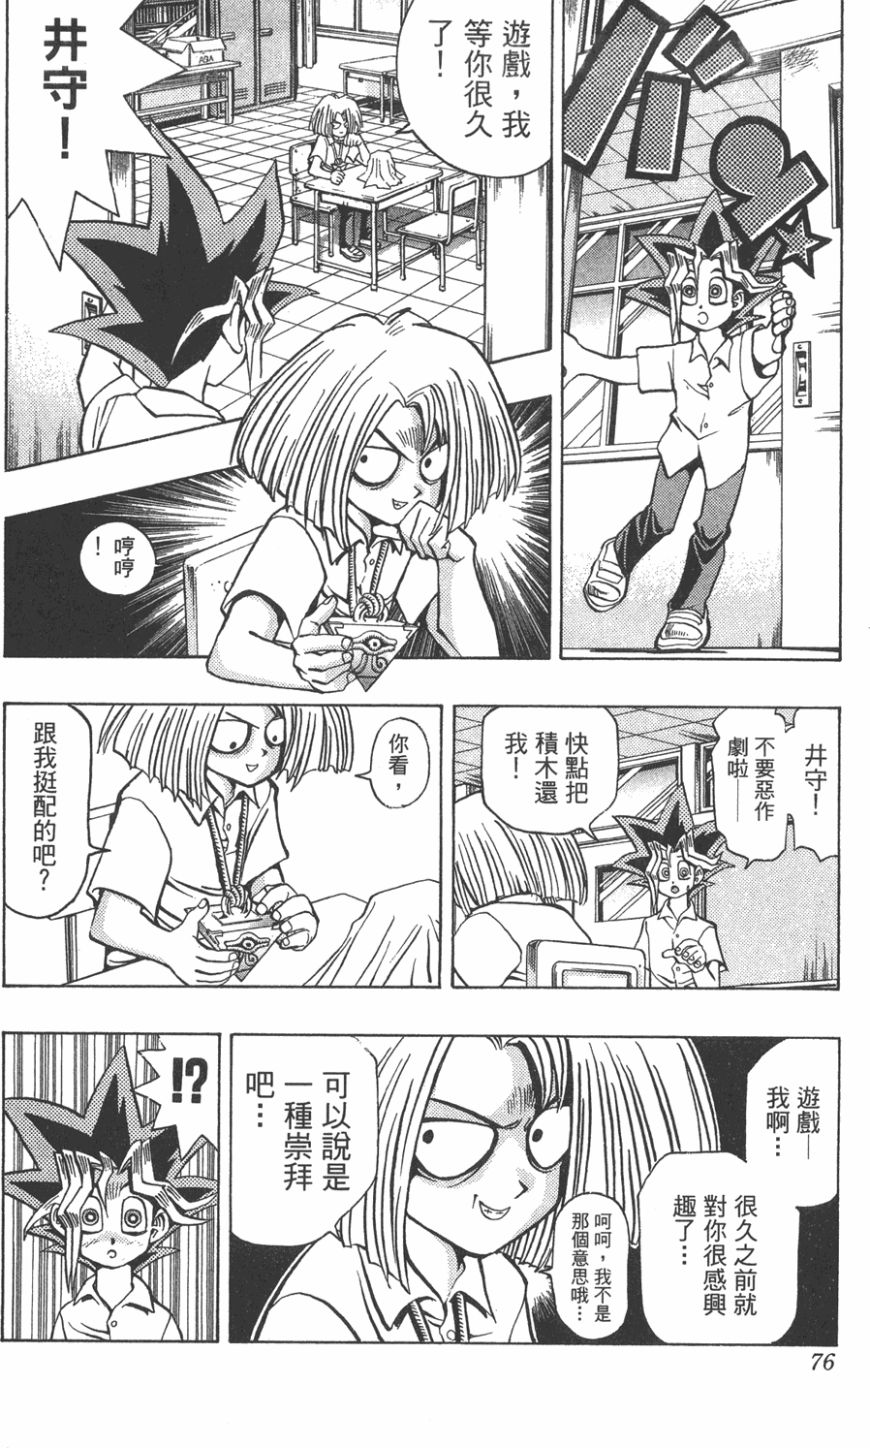 遊戲，我
等你很久
了！
AGA
井守！
哼哼
！
井守！
不要惡作
劇啦—
快點把
積木還
我！
你看，
跟我挺配的吧？
遊戲—
我啊…
很久之前就
對你很感興
趣了…
呵呵，我不是
那個意思哦…
可以說是
一種崇拜
吧…
!?
76